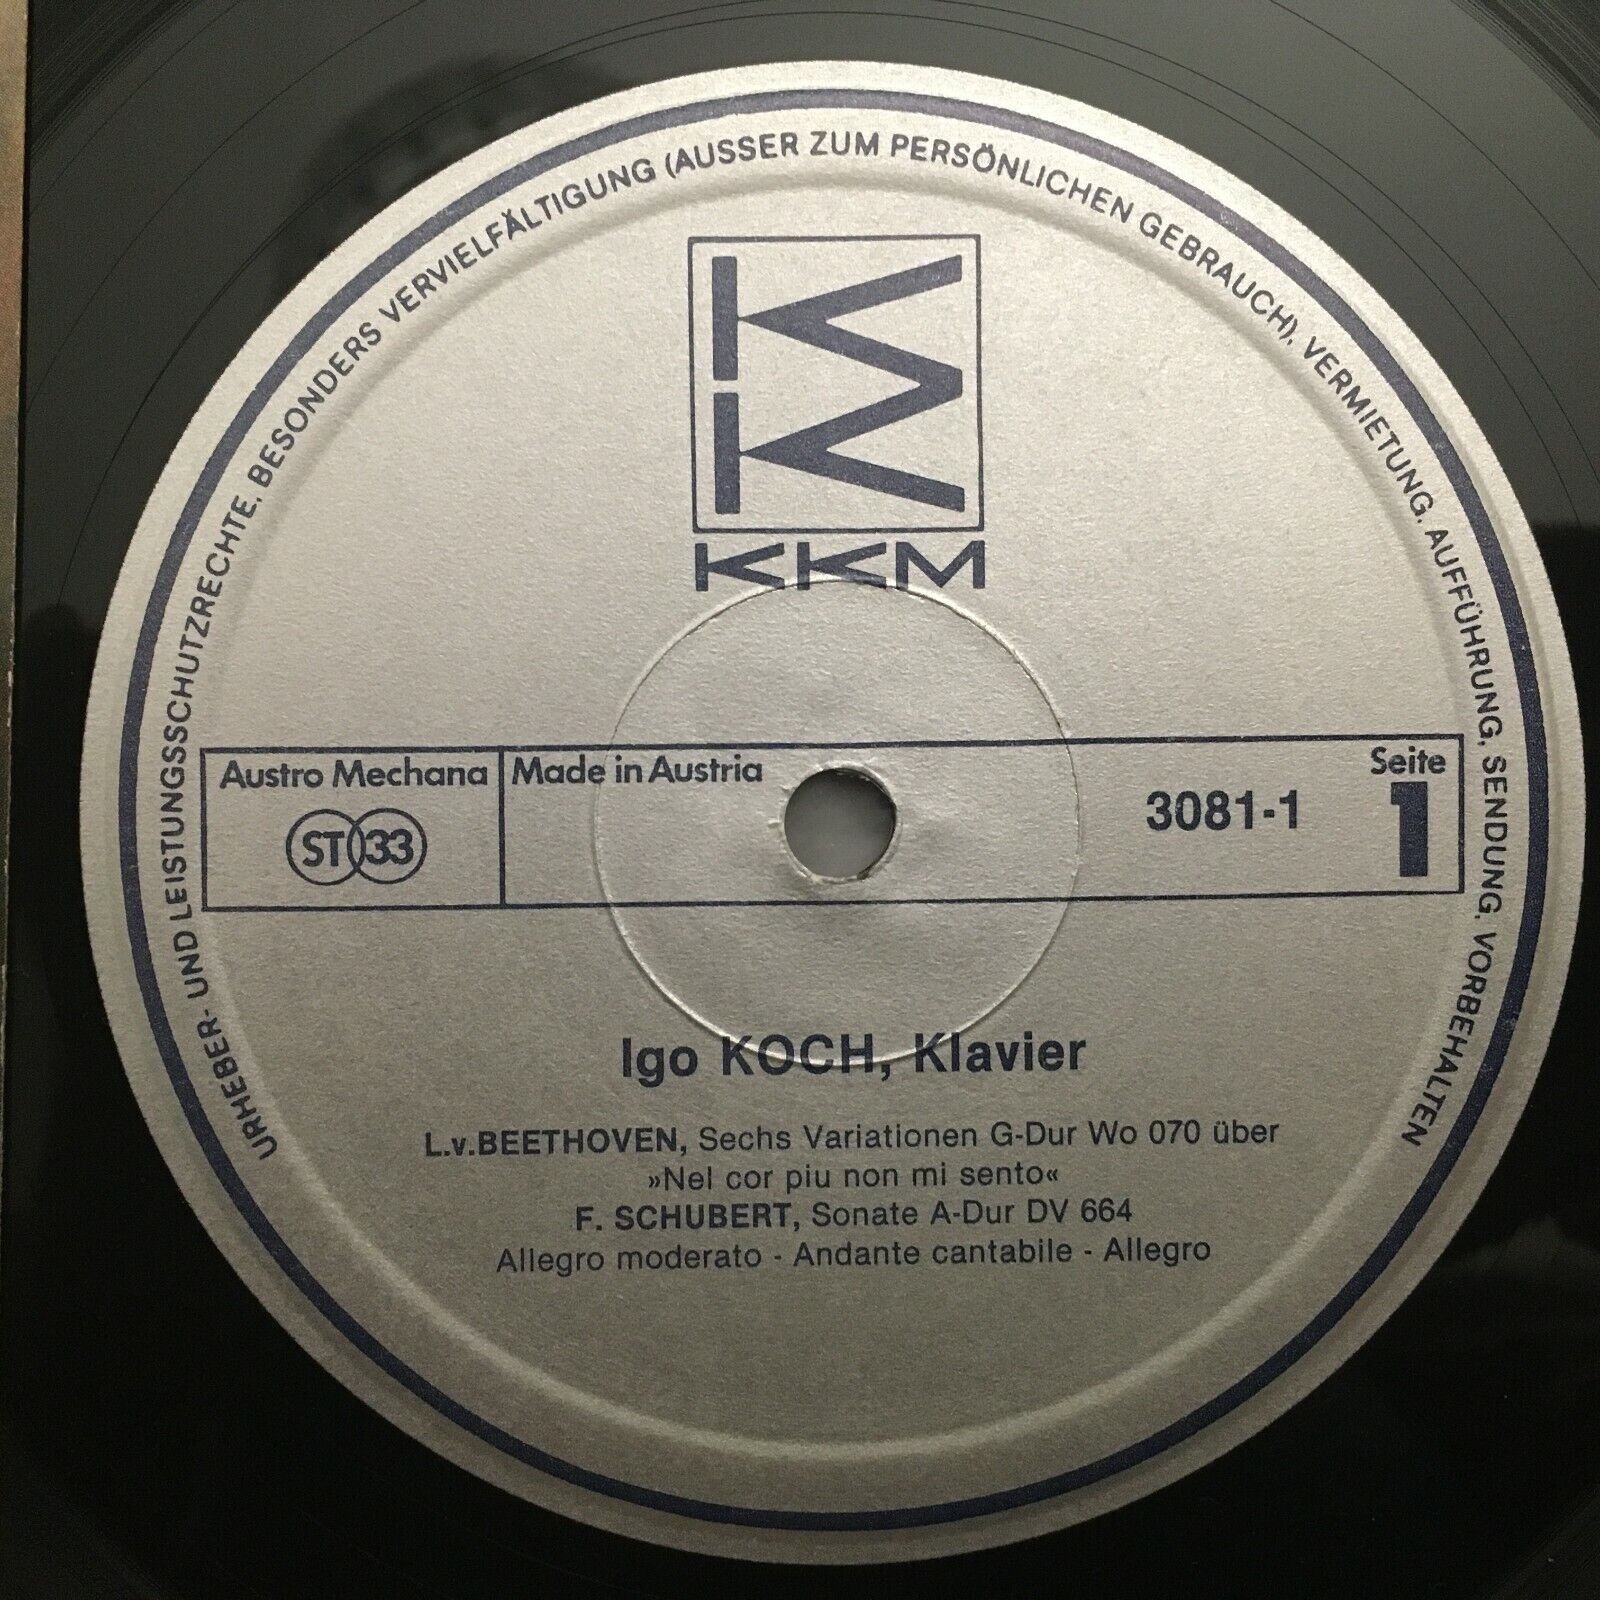 URHEBER- UND LEISTUNGSSCHUTZRECHTE, BESONDERS VERVIELFÄLTIGUNG (AUSSER ZUM PERSÖNLICHEN GEBRAUCH), VERMIETUNG, AUFFÜHRUNG, SENDUNG, VORBEHALTEN
KKM
Austro Mechana
ST 33
Made in Austria
3081-1
Seite
1
Igo KOCH, Klavier
L.v.BEETHOVEN, Sechs Variationen G-Dur Wo 070 über
»Nel cor piu non mi sento«
F. SCHUBERT, Sonate A-Dur DV 664
Allegro moderato - Andante cantabile - Allegro